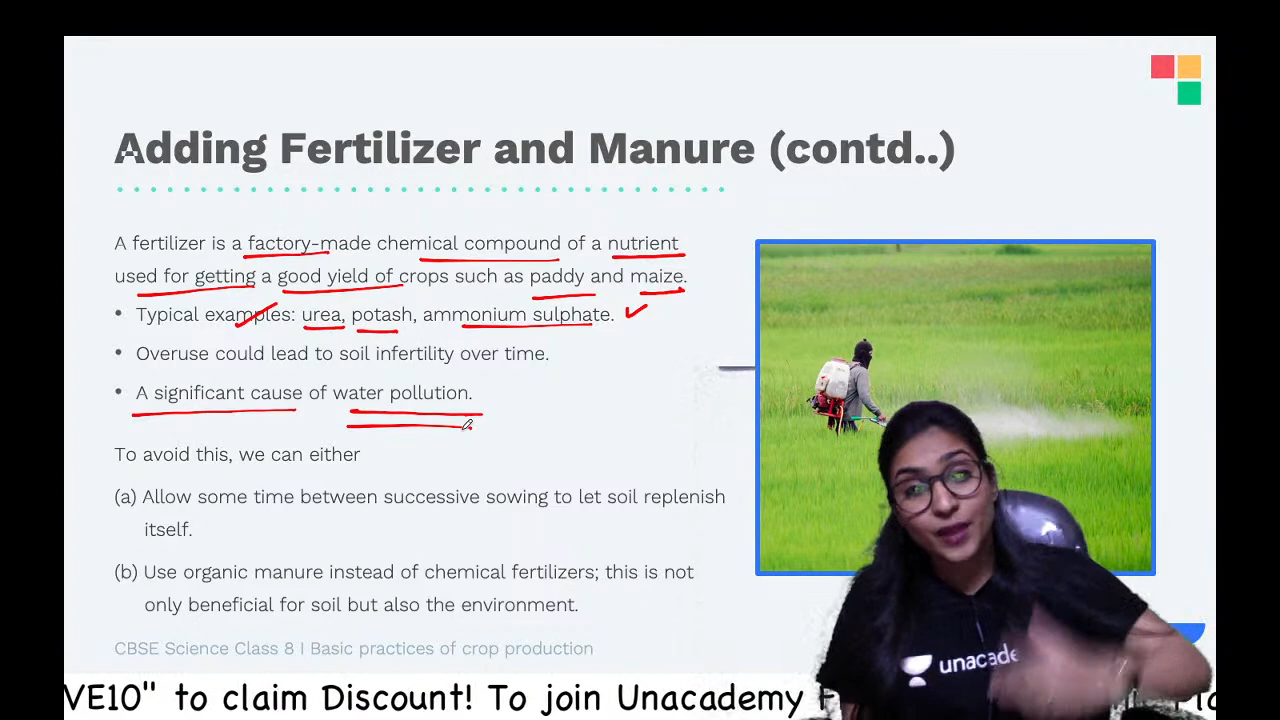 Adding Fertilizer and Manure (contd..)
A fertilizer is a factory-made chemical compound of a nutrient
used for getting a good yield of crops such as paddy and maize.
• Typical examples: urea, potash, ammonium sulphate.
• Overuse could lead to soil infertility over time.
• A significant cause of water pollution.
To avoid this, we can either
(a) Allow some time between successive sowing to let soil replenish
itself.
(b) Use organic manure instead of chemical fertilizers; this is not
only beneficial for soil but also the environment.
CBSE Science Class 8 I Basic practices of crop production
unacade
VE10" to claim Discount! To join Unacademy